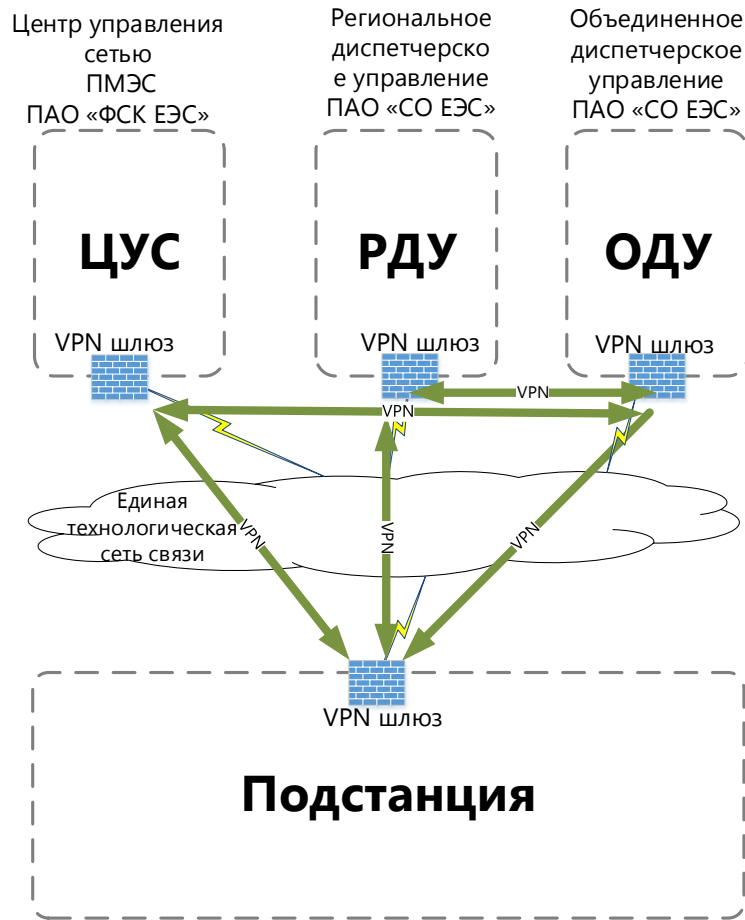 Центр управления
сетью
ПМЭС
ПАО «ФСК ЕЭС»
Региональное
диспетчерско
е управление
ПАО «СО ЕЭС»
Объединенное
диспетчерское
управление
ПАО «СО ЕЭС»
ЦУС
РДУ
ОДУ
VPN шлюз
VPN шлюз
VPN шлюз
VPN
VPN
Единая
технологическая
сеть связи
VPN
VPN
VPN
VPN шлюз
Подстанция